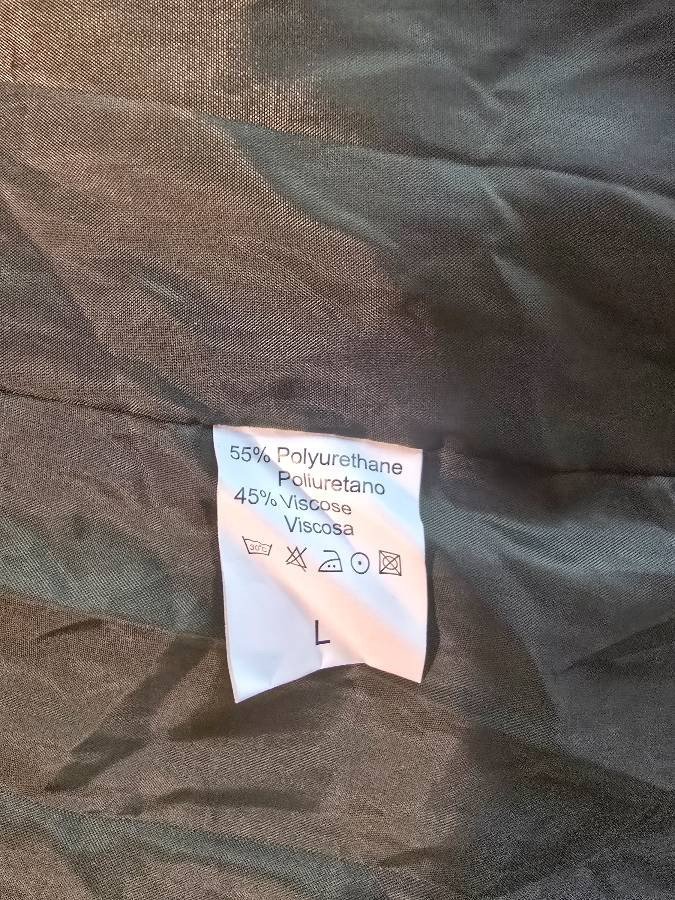 55% Polyurethane
Poliuretano
45% Viscose
Viscosa
30°C
L